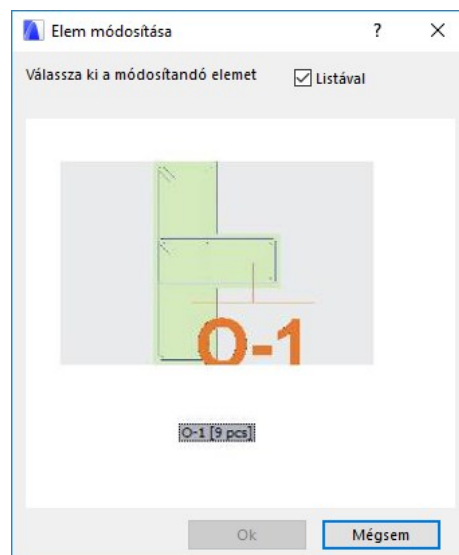 Elem módosítása
?
Válassza ki a módosítandó elemet
Listával
O-1
O-1 [9 pcs]
Ok
Mégsem